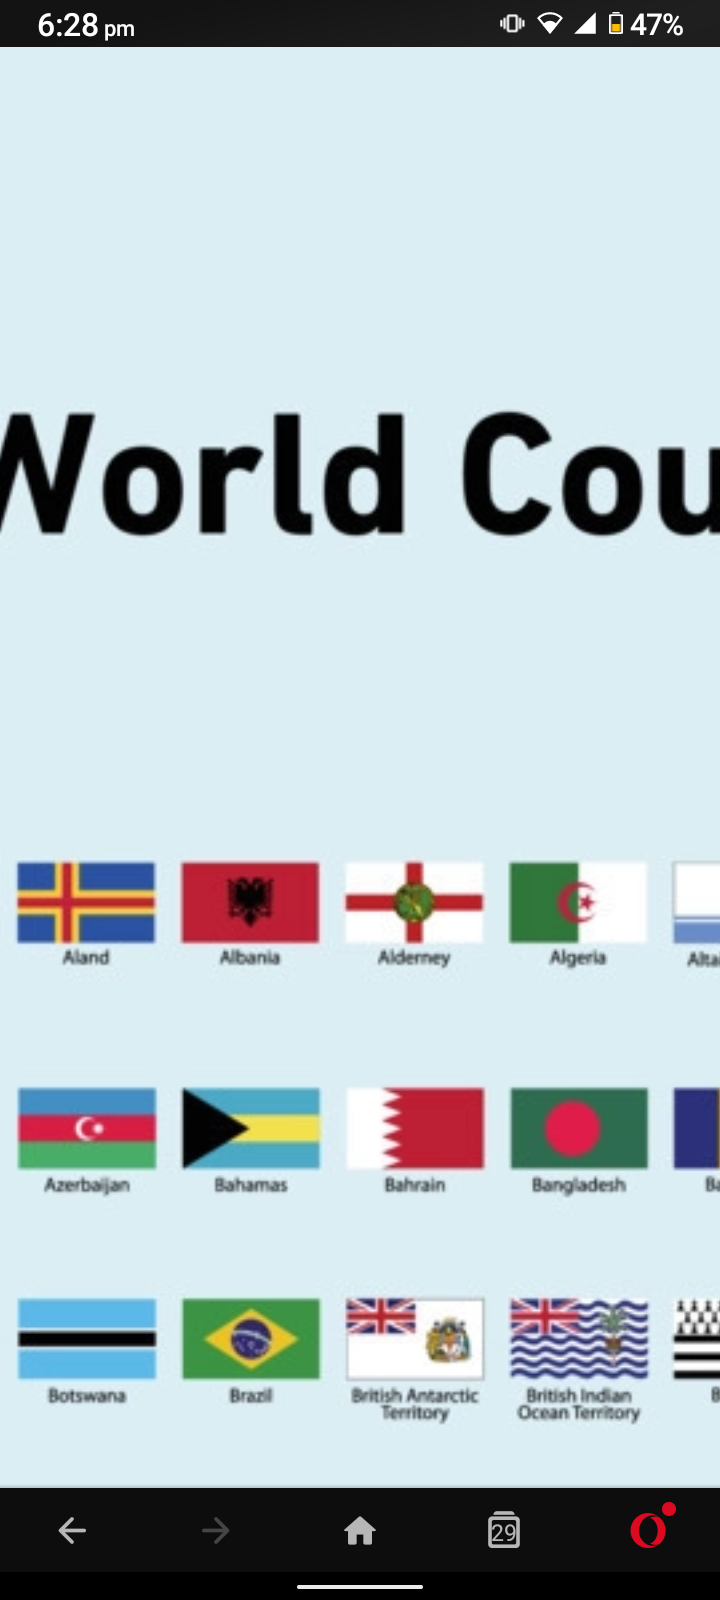 6:28 pm
47%
World Cou
Aland Albania Alderney Algeria Alta
Azerbaijan Bahamas Bahrain Bangladesh Ba
Botswana Brazil British Antarctic Territory British Indian Ocean Territory B
29